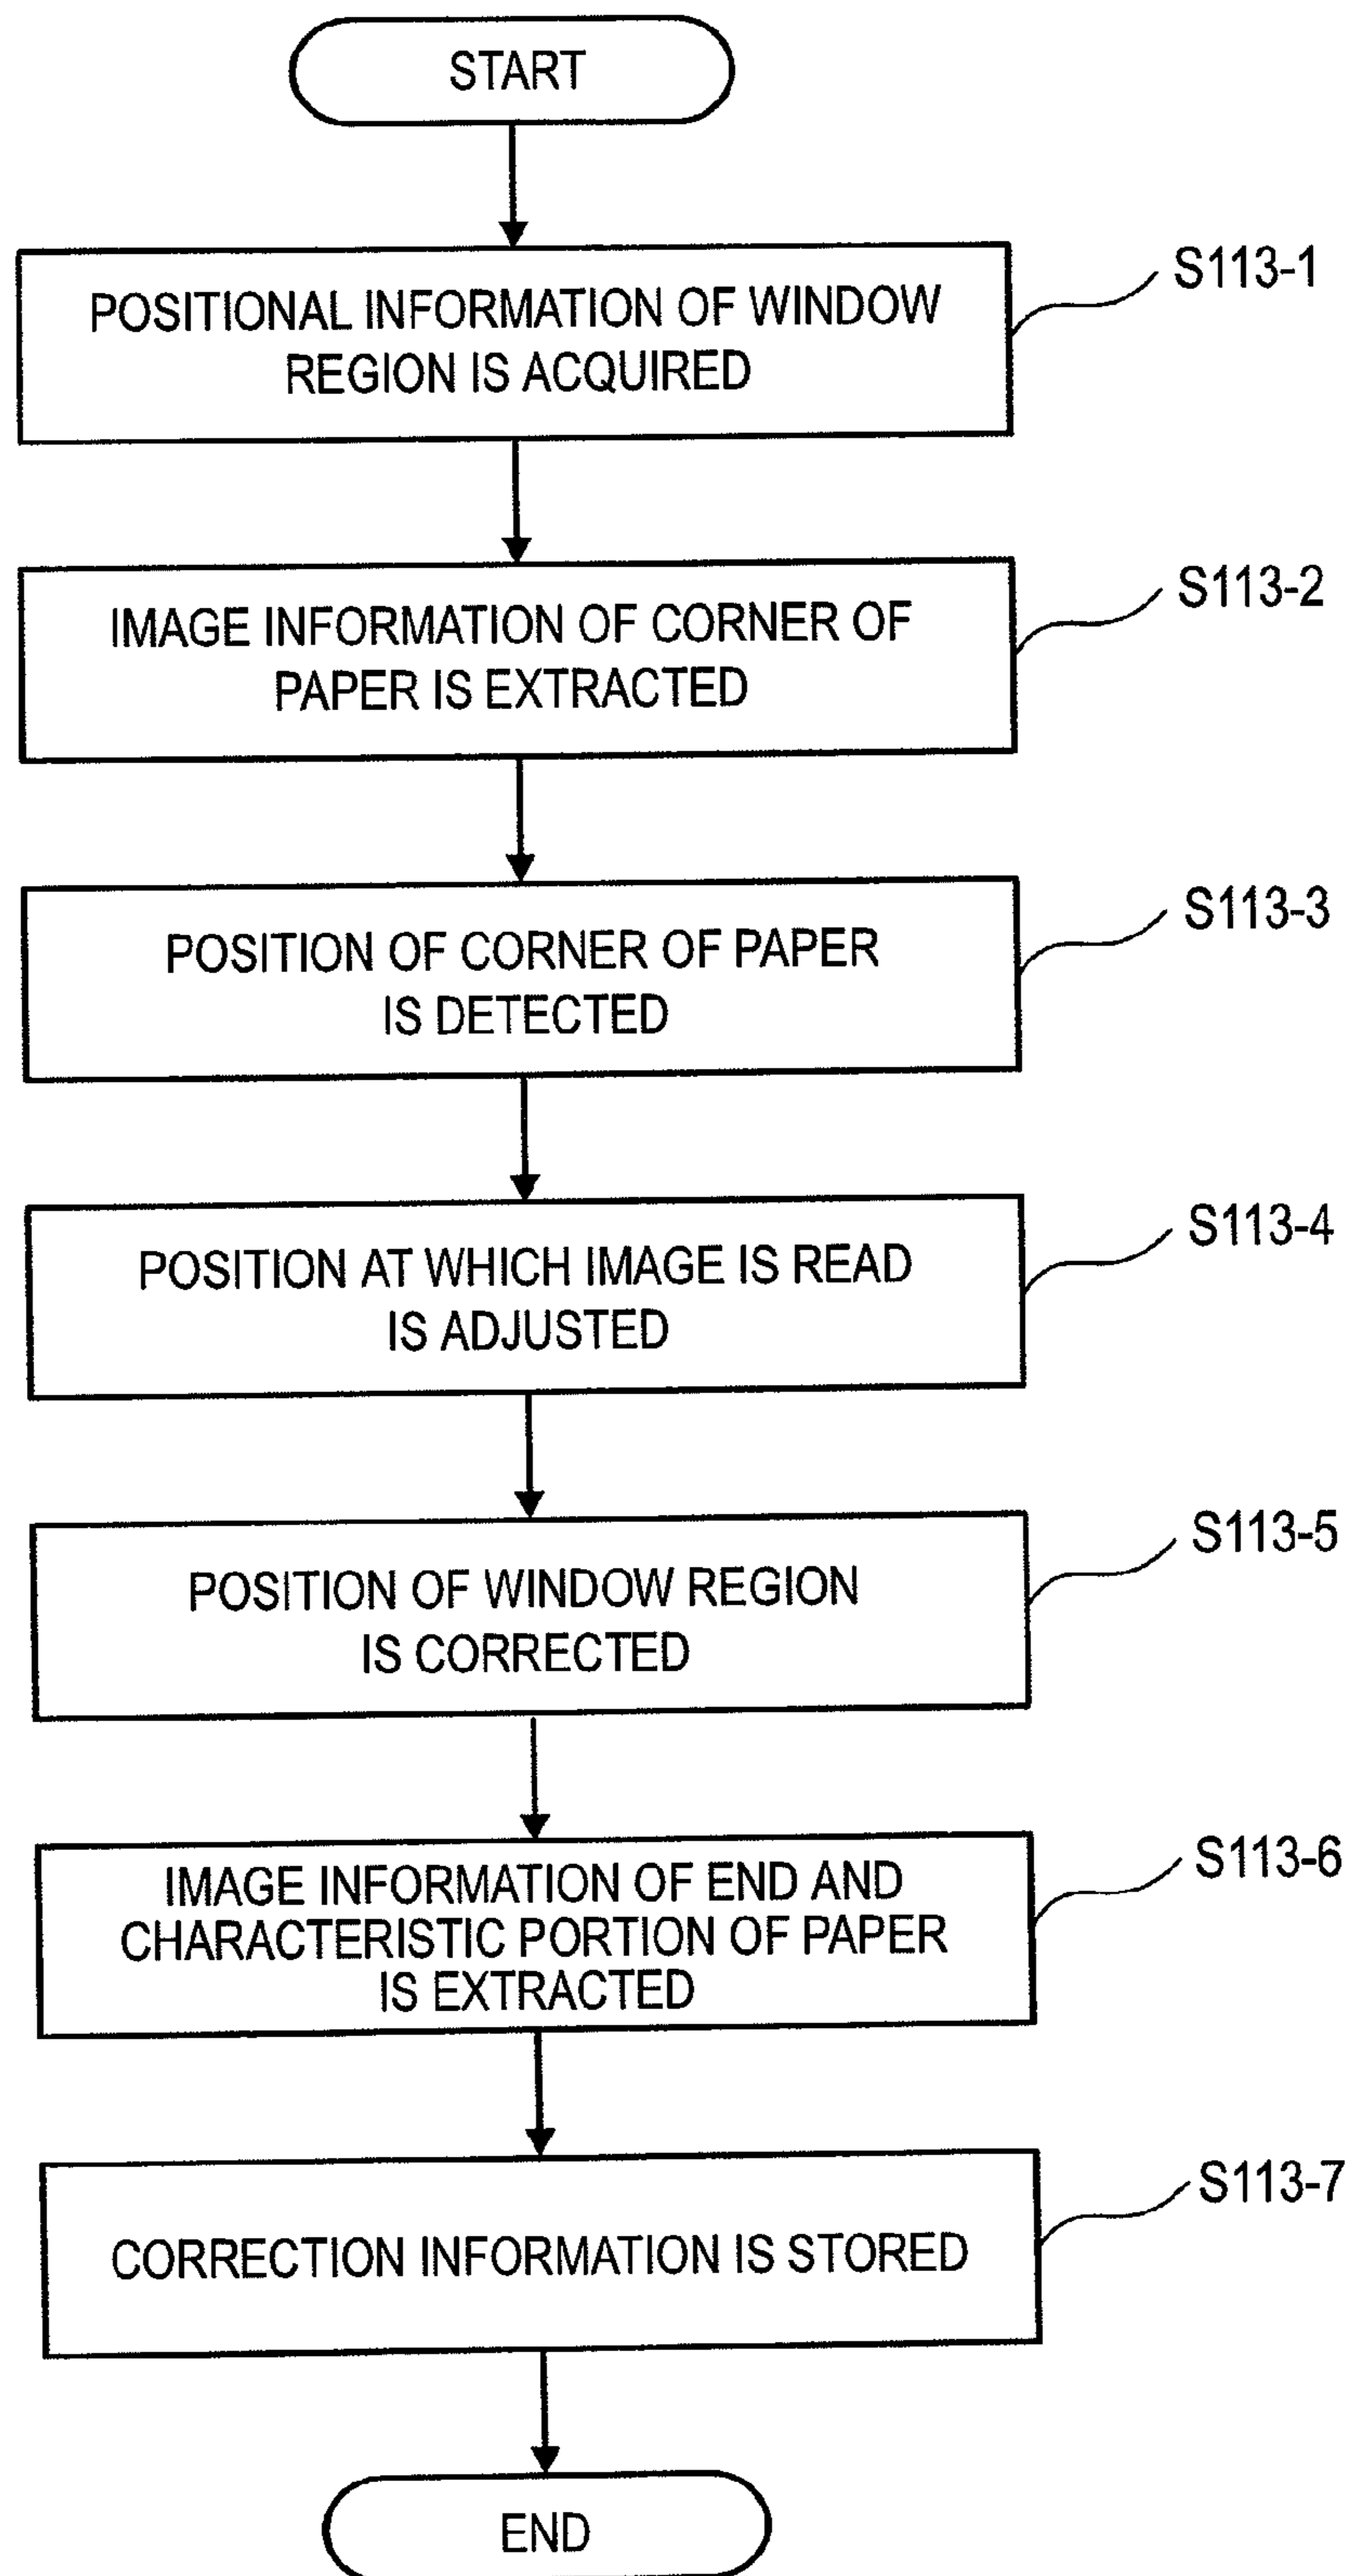 START
POSITIONAL INFORMATION OF WINDOW
REGION IS ACQUIRED
S113-1
IMAGE INFORMATION OF CORNER OF
PAPER IS EXTRACTED
S113-2
POSITION OF CORNER OF PAPER
IS DETECTED
S113-3
POSITION AT WHICH IMAGE IS READ
IS ADJUSTED
S113-4
POSITION OF WINDOW REGION
IS CORRECTED
S113-5
IMAGE INFORMATION OF END AND
CHARACTERISTIC PORTION OF PAPER
IS EXTRACTED
S113-6
CORRECTION INFORMATION IS STORED
S113-7
END